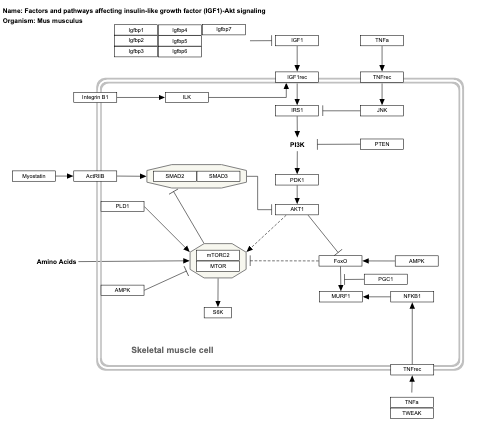 Name: Factors and pathways affecting insulin-like growth factor (IGF1)-Akt signaling
Organism: Mus musculus
Igfbp1 Igfbp4 Igfbp7
Igfbp2 Igfbp5
Igfbp3 Igfbp6
IGF1 TNFa
IGF1rec TNFrec
Integrin B1 ILK
IRS1 JNK
PI3K PTEN
Myostatin ActRIIB SMAD2 SMAD3 PDK1
PLD1 AKT1
mTORC2
MTOR
Amino Acids
FoxO AMPK
PGC1
AMPK MURF1 NFKB1
S6K
Skeletal muscle cell
TNFrec
TNFa
TWEAK